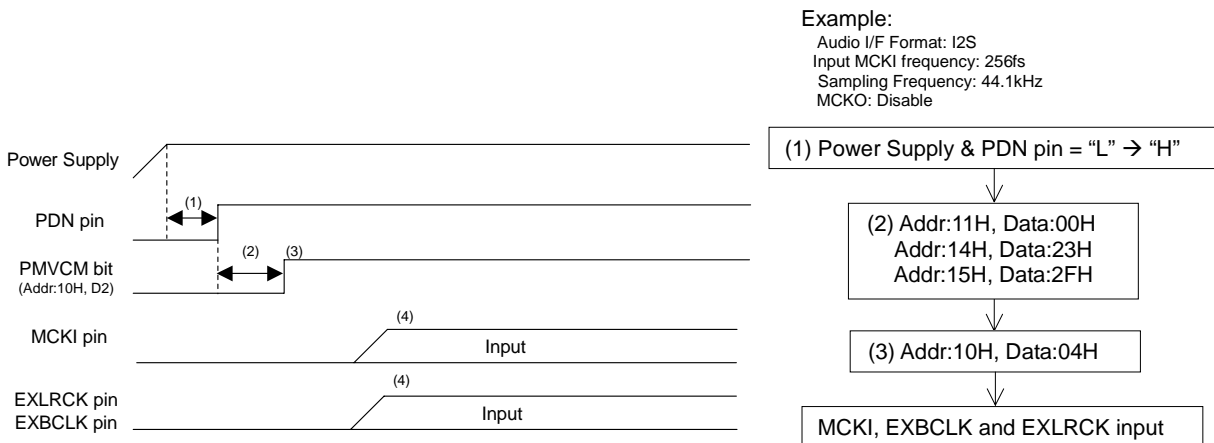 Example:
Audio I/F Format: I2S
Input MCKI frequency: 256fs
Sampling Frequency: 44.1kHz
MCKO: Disable
Power Supply
(1)
PDN pin
(2)
(3)
PMVCM bit
(Addr:10H, D2)
(4)
MCKI pin
Input
(4)
EXLRCK pin
EXBCLK pin
Input
(1) Power Supply & PDN pin = “L” → “H”
(2) Addr:11H, Data:00H
Addr:14H, Data:23H
Addr:15H, Data:2FH
(3) Addr:10H, Data:04H
MCKI, EXBCLK and EXLRCK input